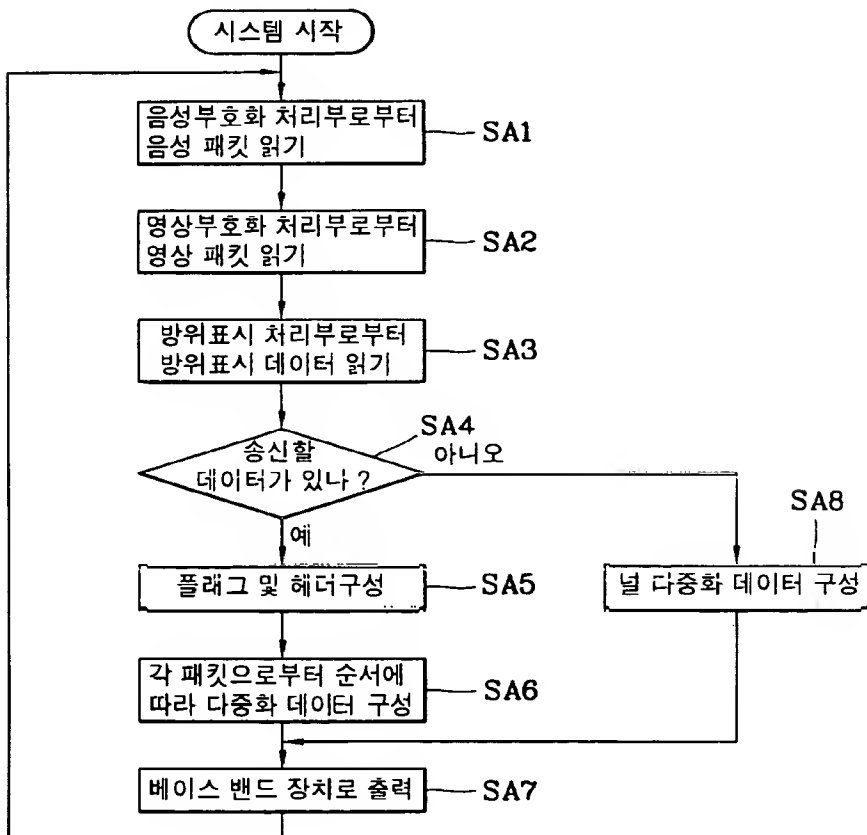 시스템 시작
음성부호화 처리부로부터
음성 패킷 읽기
SA1
영상부호화 처리부로부터
영상 패킷 읽기
SA2
방위표시 처리부로부터
방위표시 데이터 읽기
SA3
SA4
송신할
데이터가 있나 ?
아니오
예
SA8
플래그 및 헤더구성
SA5
널 다중화 데이터 구성
각 패킷으로부터 순서에
따라 다중화 데이터 구성
SA6
베이스 밴드 장치로 출력
SA7